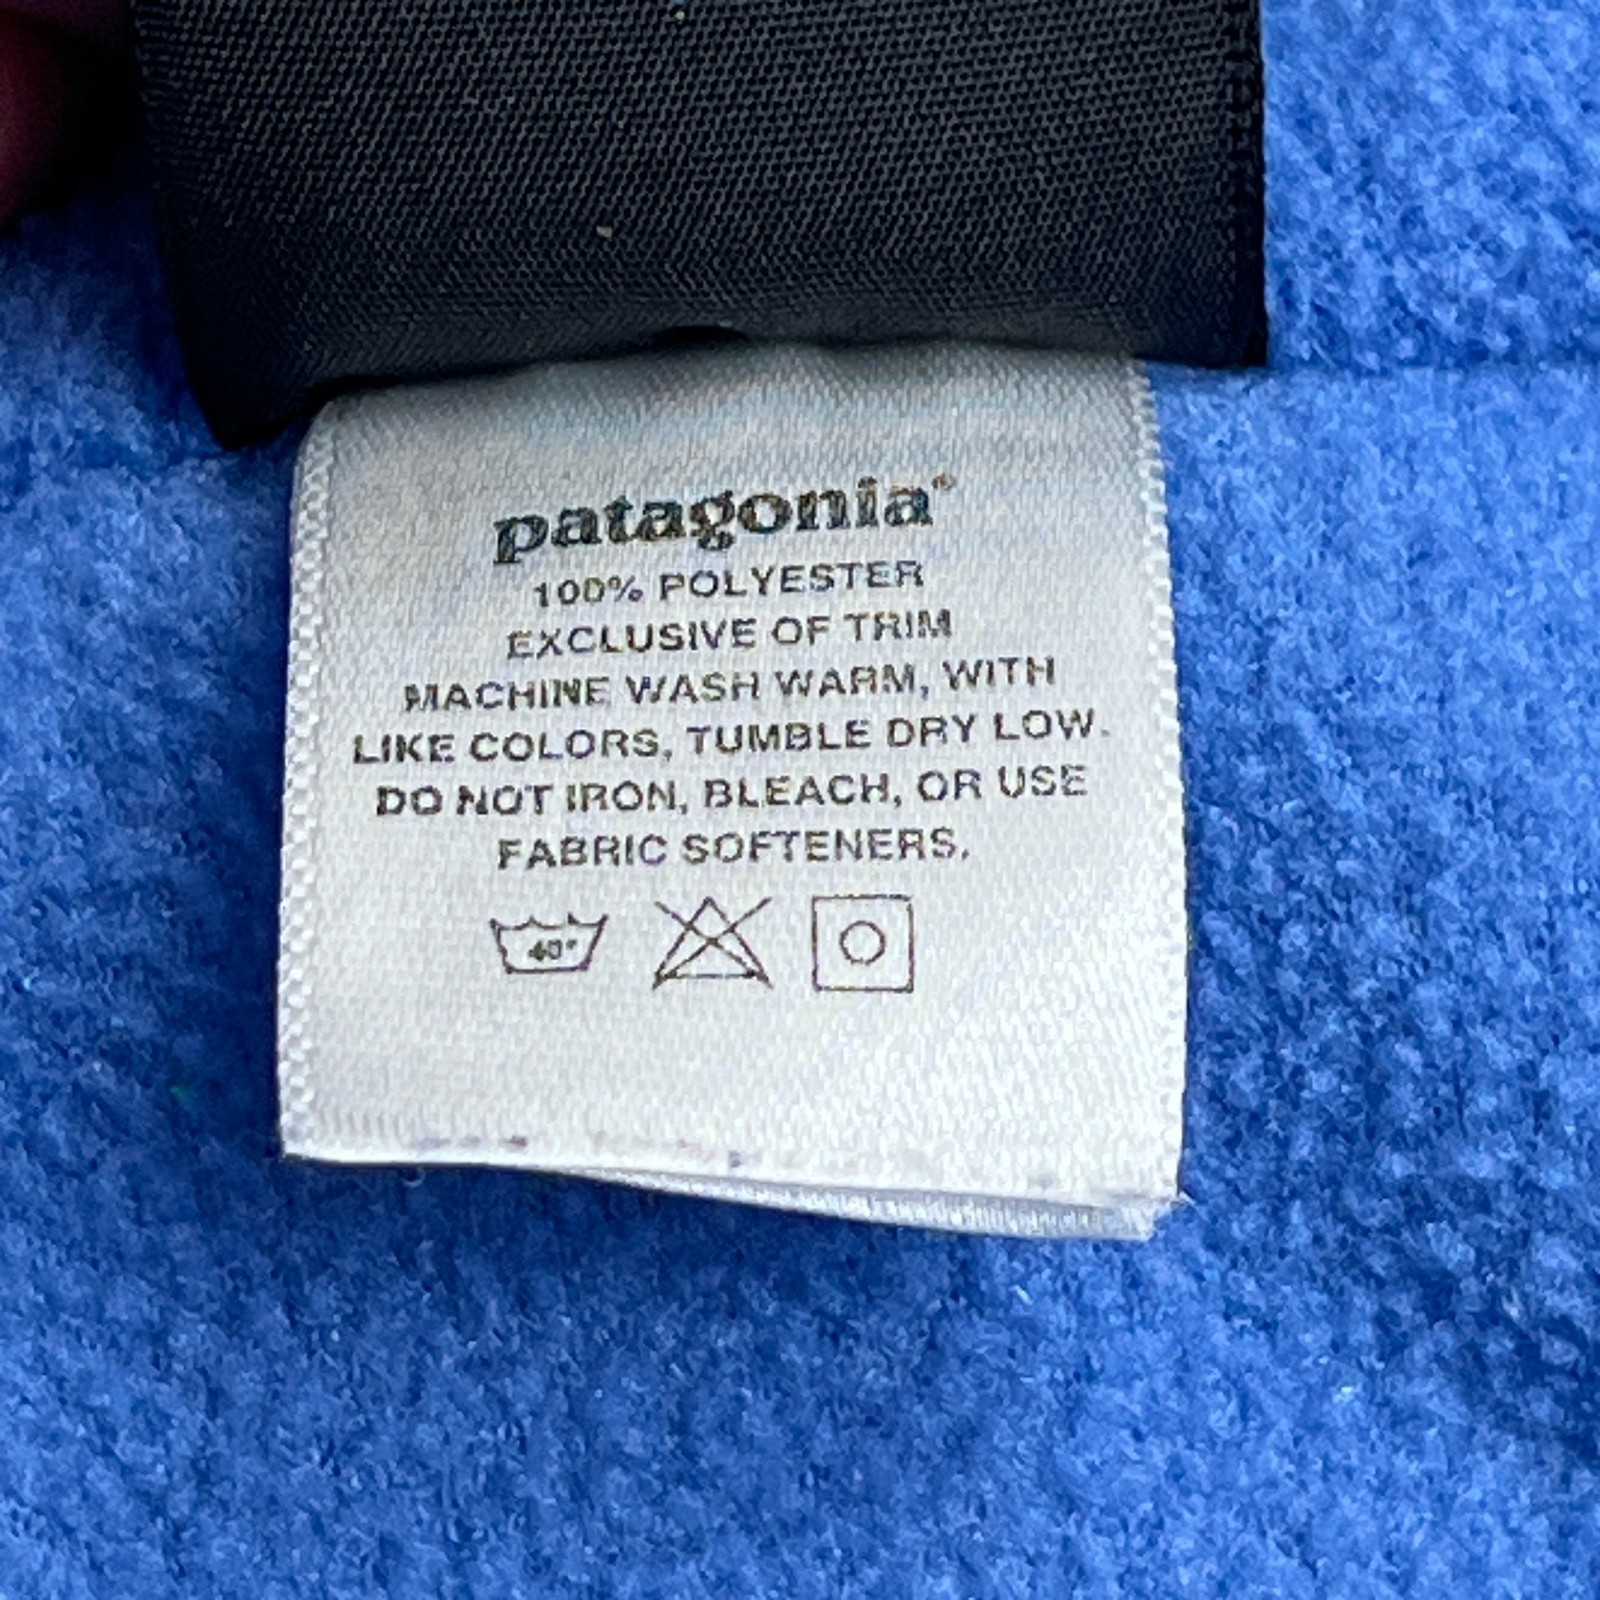 patagonia®
100% POLYESTER
EXCLUSIVE OF TRIM
MACHINE WASH WARM, WITH
LIKE COLORS, TUMBLE DRY LOW.
DO NOT IRON, BLEACH, OR USE
FABRIC SOFTENERS.
40°